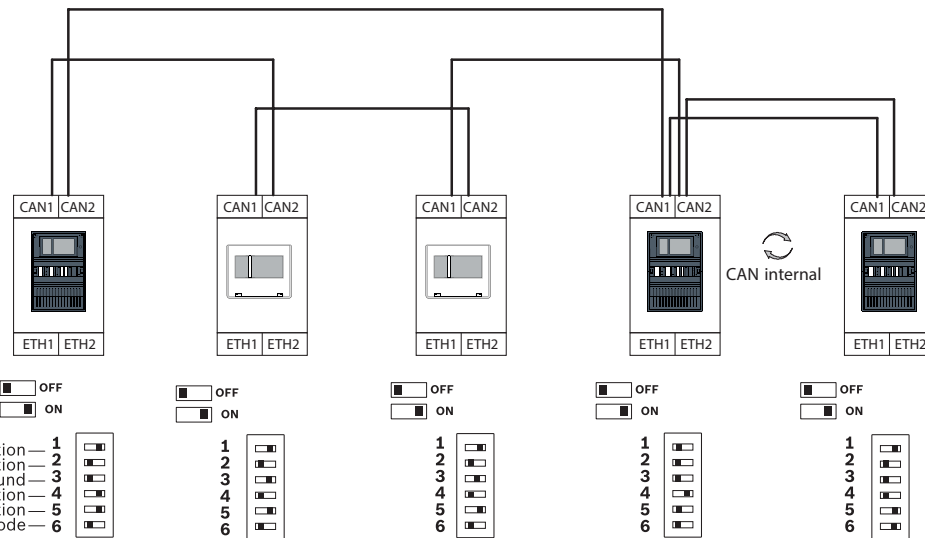 CAN1 CAN2 CAN1 CAN2 CAN1 CAN2 CAN1 CAN2 CAN1 CAN2
CAN internal
ETH1 ETH2 ETH1 ETH2 ETH1 ETH2 ETH1 ETH2 ETH1 ETH2
OFF OFF OFF OFF OFF
ON ON ON ON ON
1 1 1 1 1
2 2 2 2 2
3 3 3 3 3
4 4 4 4 4
5 5 5 5 5
6 6 6 6 6